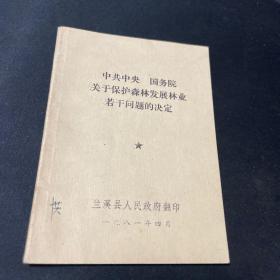 中共中央 国务院
关于保护森林发展林业
若干问题的决定
兰溪县人民政府翻印
一九八一年四月